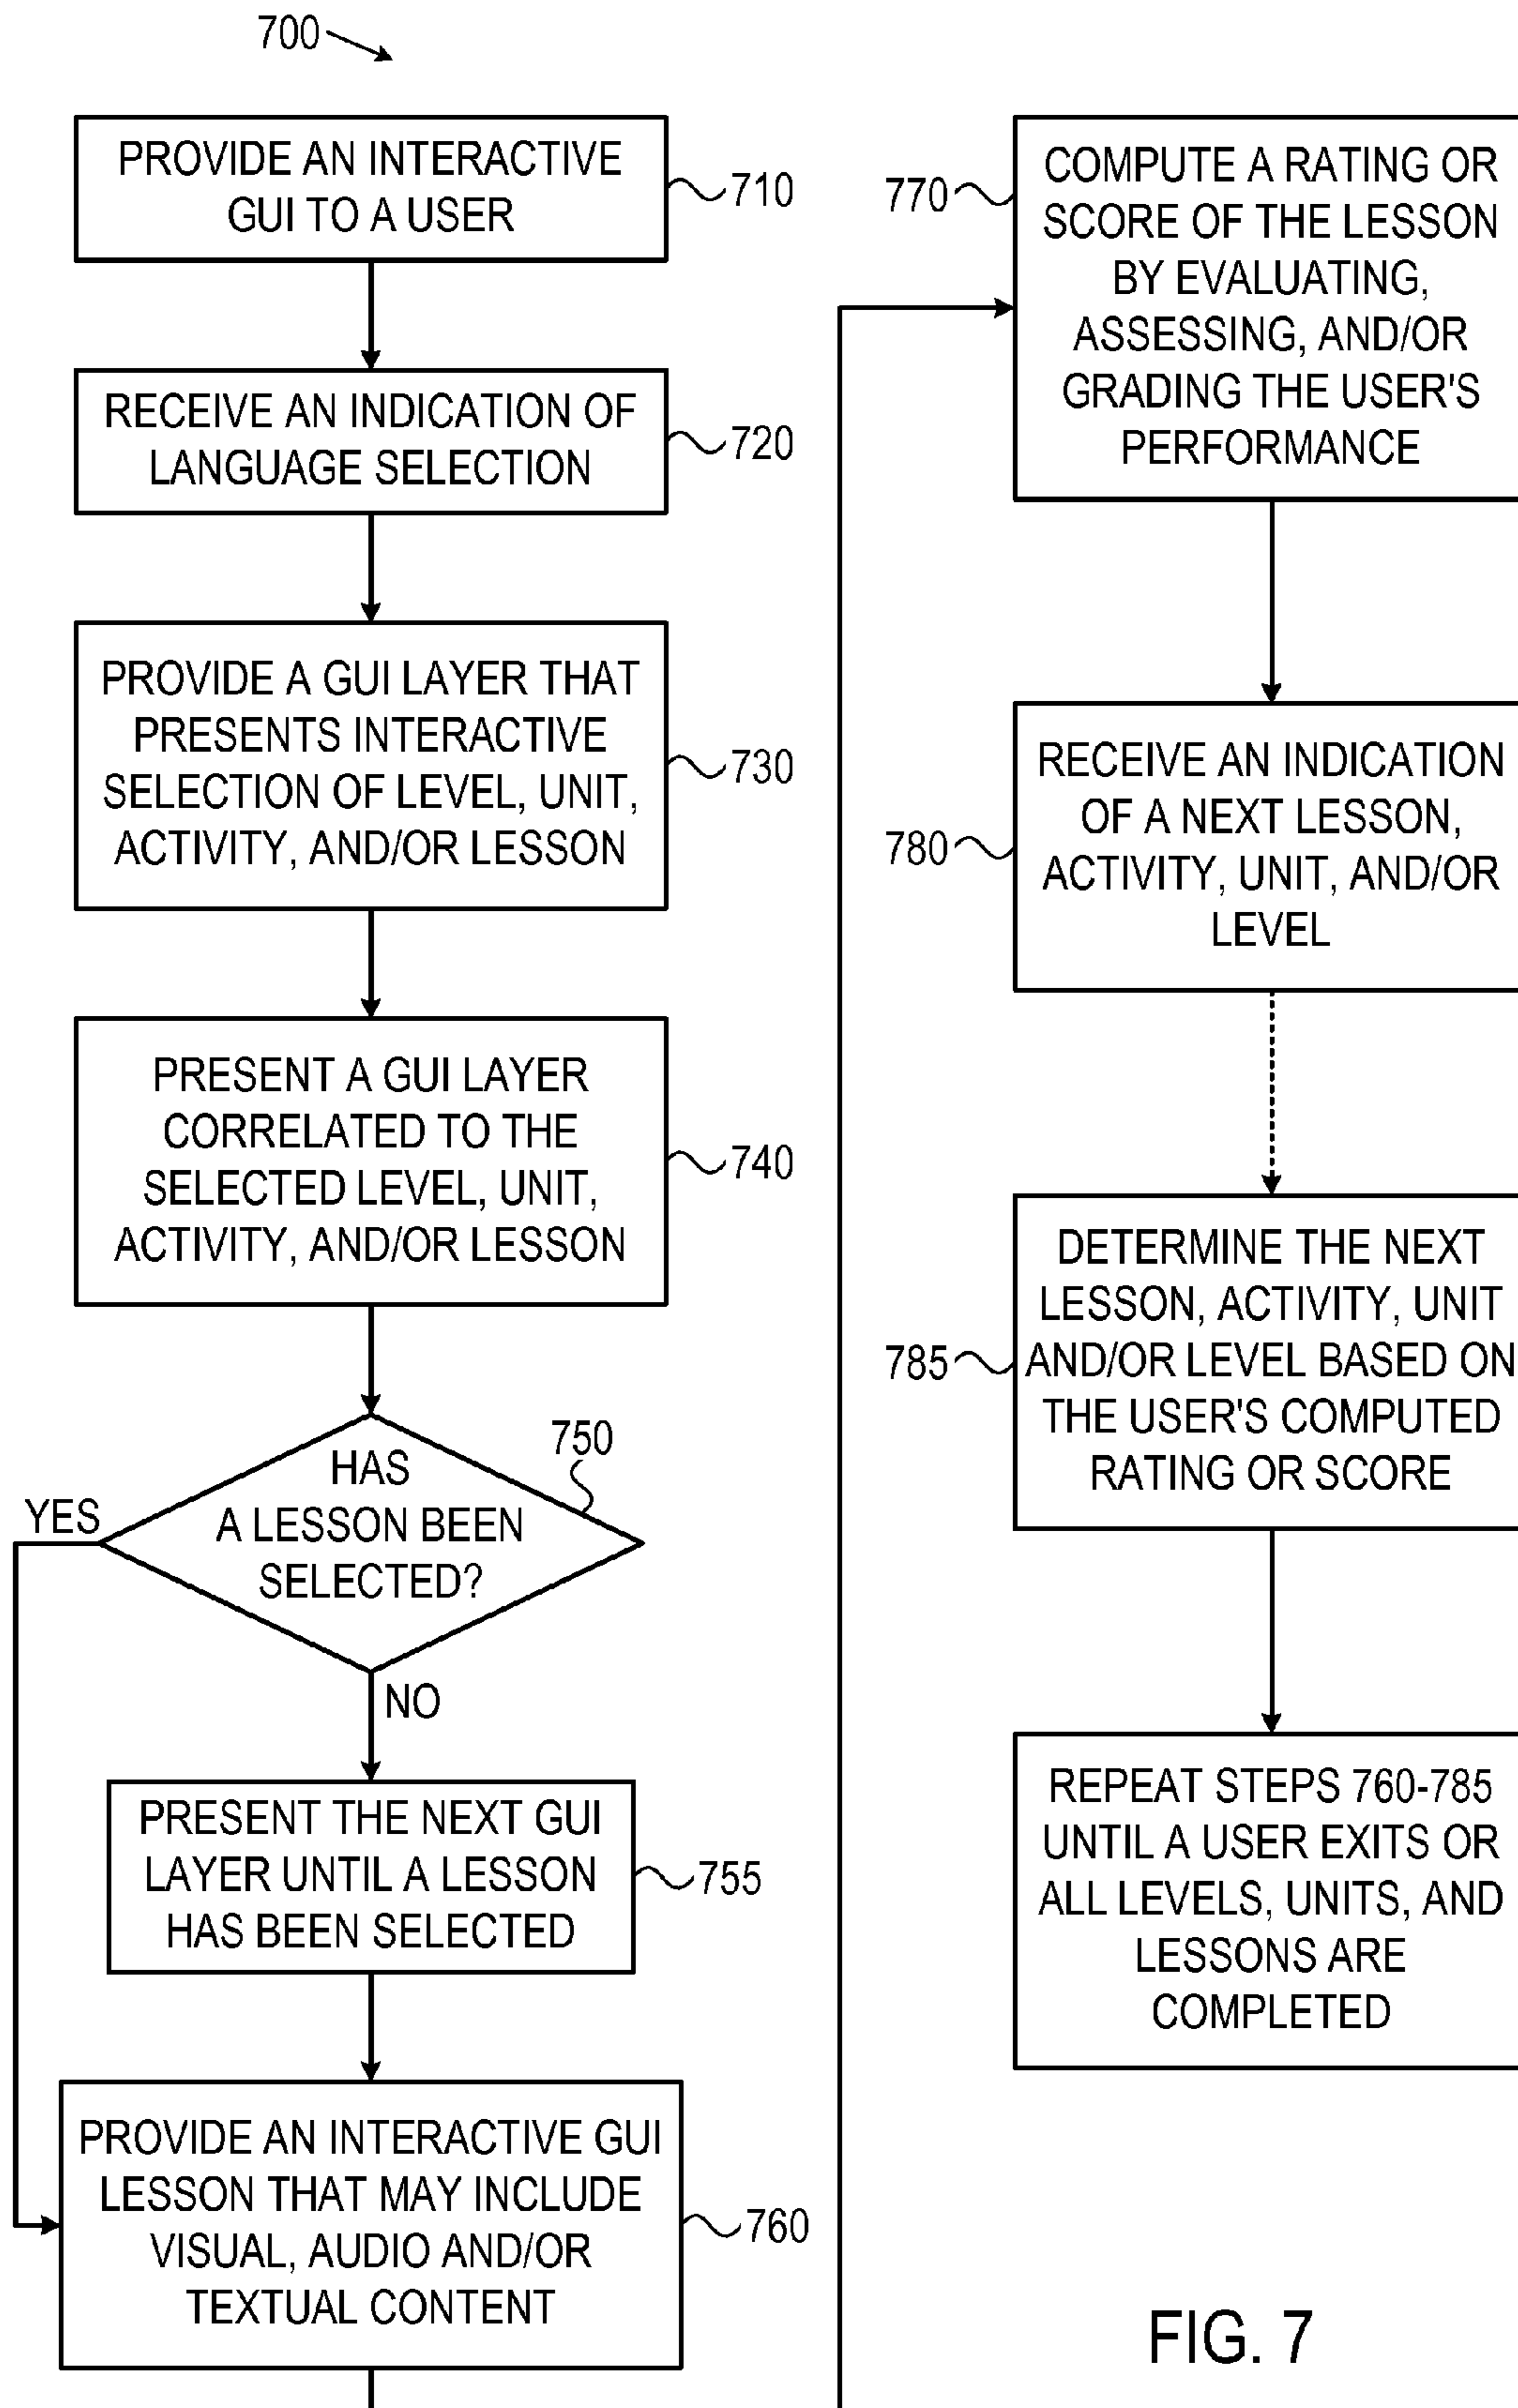 700
PROVIDE AN INTERACTIVE
GUI TO A USER
710
RECEIVE AN INDICATION OF
LANGUAGE SELECTION
720
PROVIDE A GUI LAYER THAT
PRESENTS INTERACTIVE
SELECTION OF LEVEL, UNIT,
ACTIVITY, AND/OR LESSON
730
PRESENT A GUI LAYER
CORRELATED TO THE
SELECTED LEVEL, UNIT,
ACTIVITY, AND/OR LESSON
740
750
HAS
A LESSON BEEN
SELECTED?
YES
NO
PRESENT THE NEXT GUI
LAYER UNTIL A LESSON
HAS BEEN SELECTED
755
PROVIDE AN INTERACTIVE GUI
LESSON THAT MAY INCLUDE
VISUAL, AUDIO AND/OR
TEXTUAL CONTENT
760
770
COMPUTE A RATING OR
SCORE OF THE LESSON
BY EVALUATING,
ASSESSING, AND/OR
GRADING THE USER'S
PERFORMANCE
780
RECEIVE AN INDICATION
OF A NEXT LESSON,
ACTIVITY, UNIT, AND/OR
LEVEL
785
DETERMINE THE NEXT
LESSON, ACTIVITY, UNIT
AND/OR LEVEL BASED ON
THE USER'S COMPUTED
RATING OR SCORE
REPEAT STEPS 760-785
UNTIL A USER EXITS OR
ALL LEVELS, UNITS, AND
LESSONS ARE
COMPLETED
FIG. 7